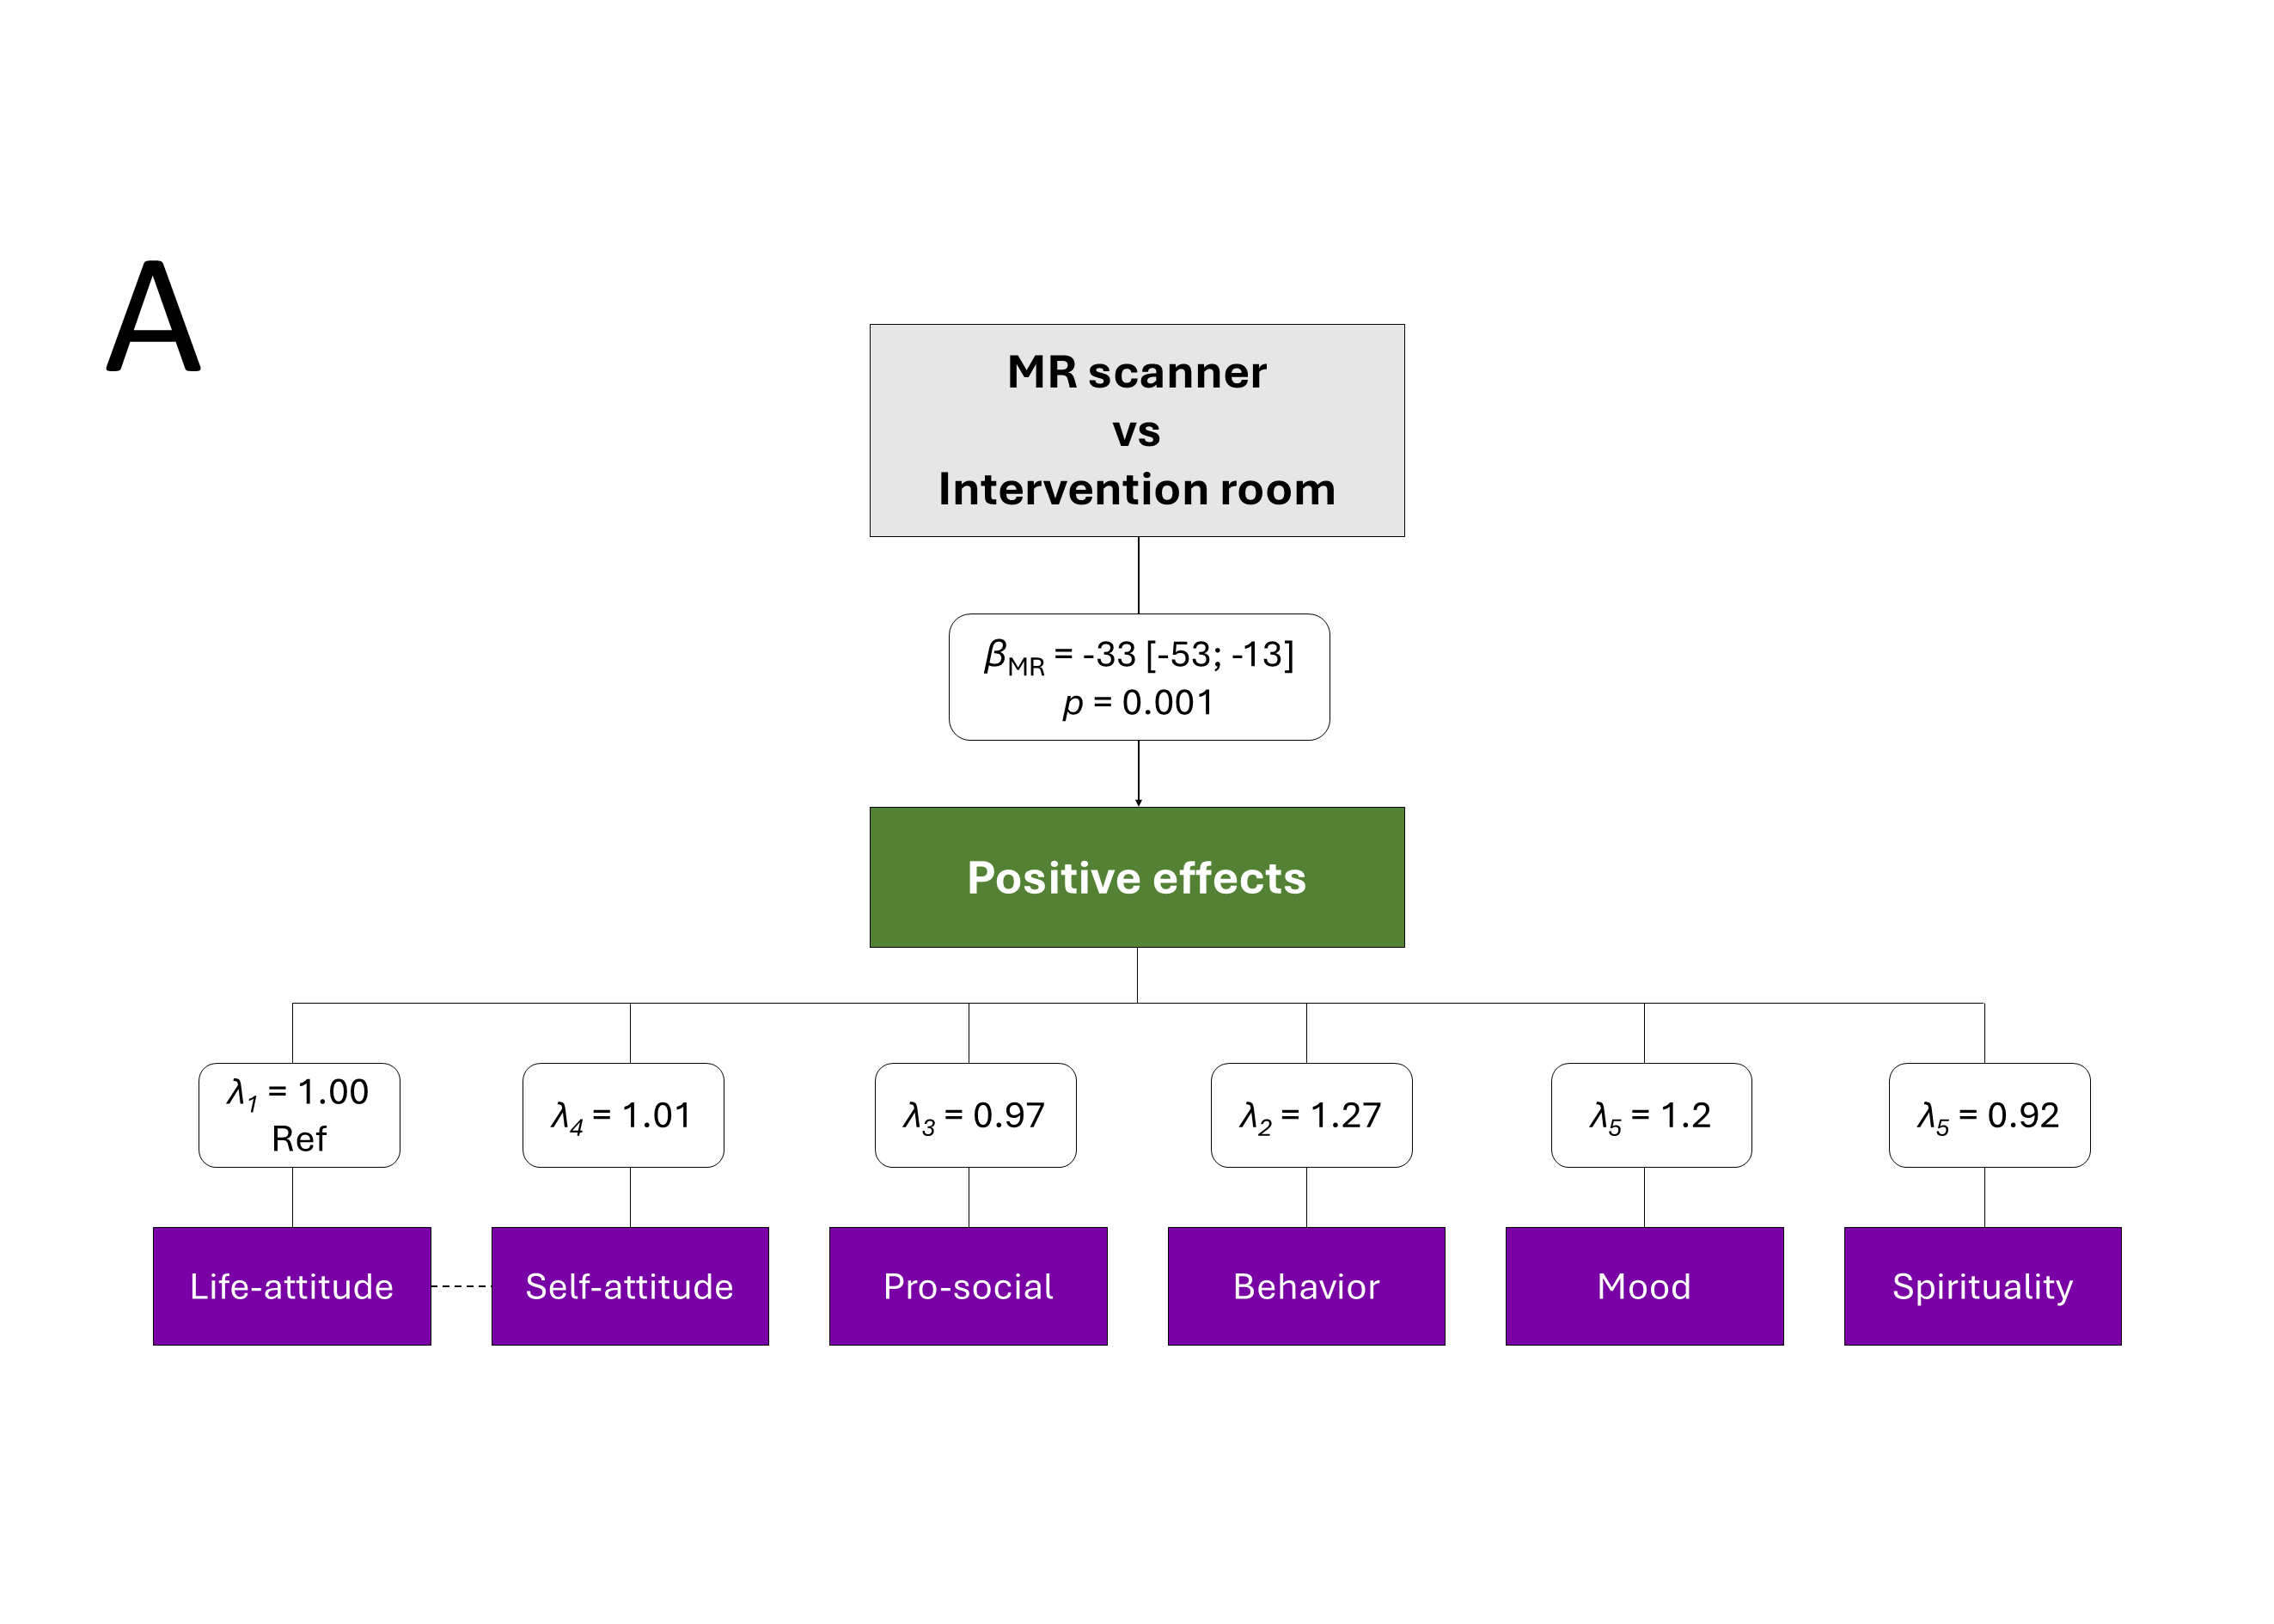 A
MR scanner
vs
Intervention room
βMR = -33 [-53; -13]
p = 0.001
Positive effects
λ1 = 1.00
Ref
λ4 = 1.01
λ3 = 0.97
λ2 = 1.27
λ5 = 1.2
λ5 = 0.92
Life-attitude
Self-attitude
Pro-social
Behavior
Mood
Spirituality